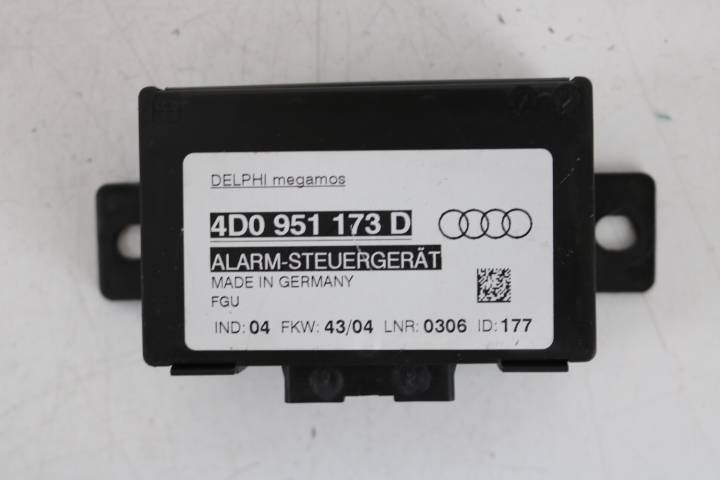 DELPHI megamos
4D0 951 173 D
ALARM-STEUERGERÄT
MADE IN GERMANY
FGU
IND: 04 FKW: 43/04 LNR: 0306 ID: 177